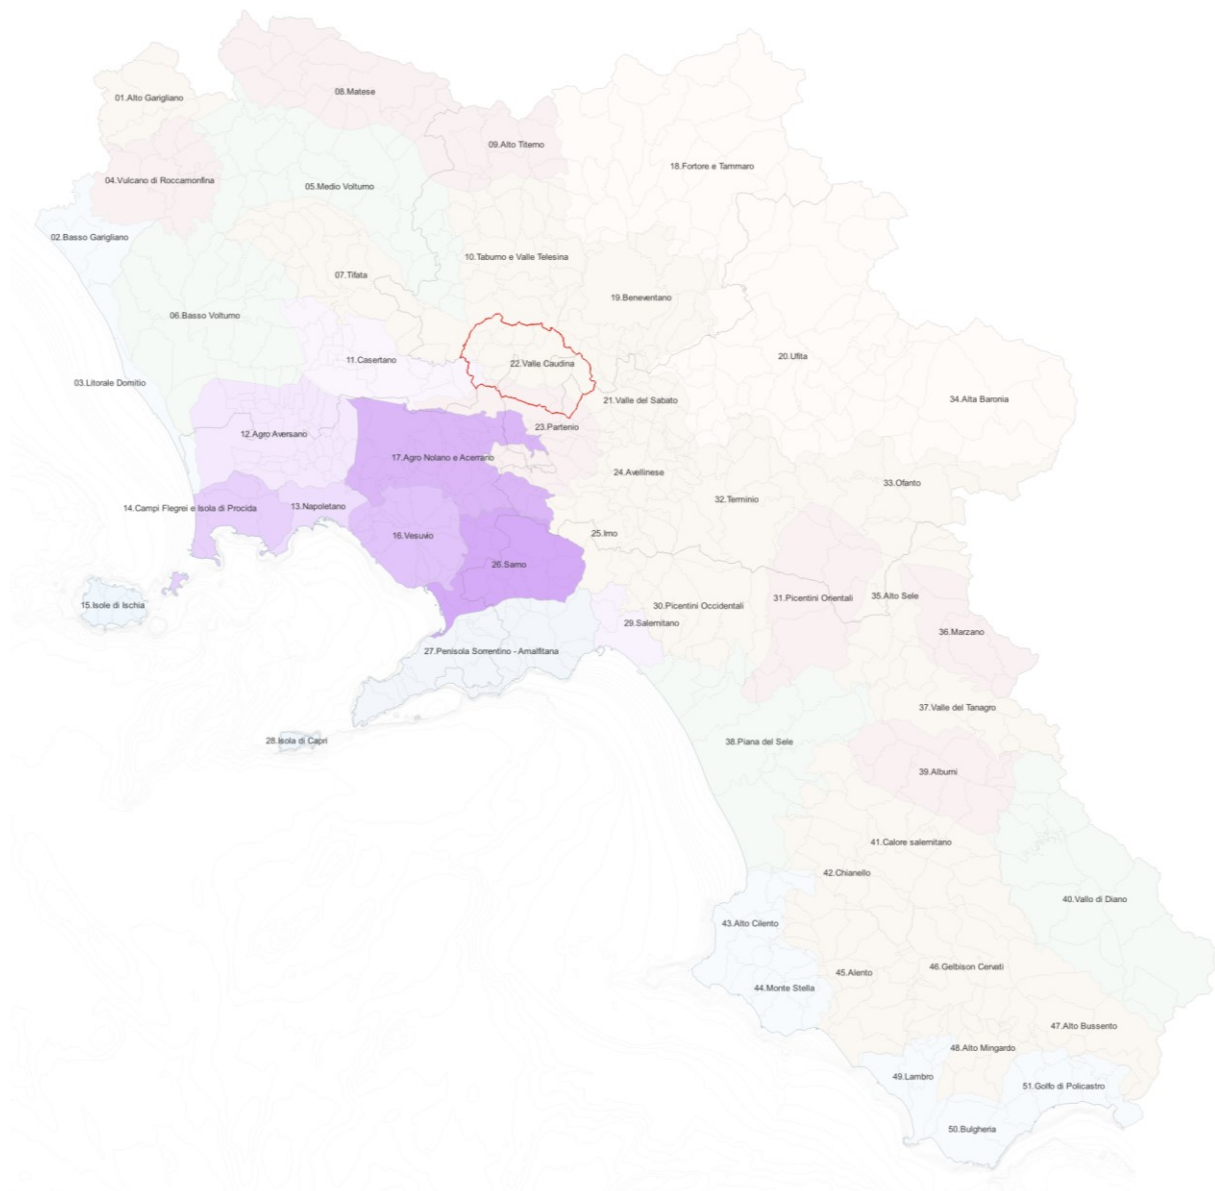 08.Matese
01.Alto Garigliano
09.Alto Titerno
18.Fortore e Tammaro
04.Vulcano di Roccamonfina
05.Medio Volturno
02.Basso Garigliano
10.Taburno e Valle Telesina
07.Tifata
19.Beneventano
06.Basso Volturno
20.Ufita
11.Casertano
22.Valle Caudina
03.Litorale Domitio
21.Valle del Sabato
34.Alta Baronia
23.Partenio
12.Agro Aversano
17.Agro Nolano e Acerrano
24.Avellinese
33.Ofanto
32.Terminio
14.Campi Flegrei e Isola di Procida
13.Napoletano
25.Irno
16.Vesuvio
26.Sarno
35.Alto Sele
31.Picentini Orientali
15.Isole di Ischia
30.Picentini Occidentali
29.Salernitano
36.Marzano
27.Penisola Sorrentino - Amalfitana
37.Valle del Tanagro
28.Isola di Capri
38.Piana del Sele
39.Alburni
41.Calore salernitano
42.Chianello
40.Vallo di Diano
43.Alto Cilento
46.Gelbison Cervati
45.Alento
44.Monte Stella
47.Alto Bussento
48.Alto Mingardo
49.Lambro
51.Golfo di Policastro
50.Bulgheria